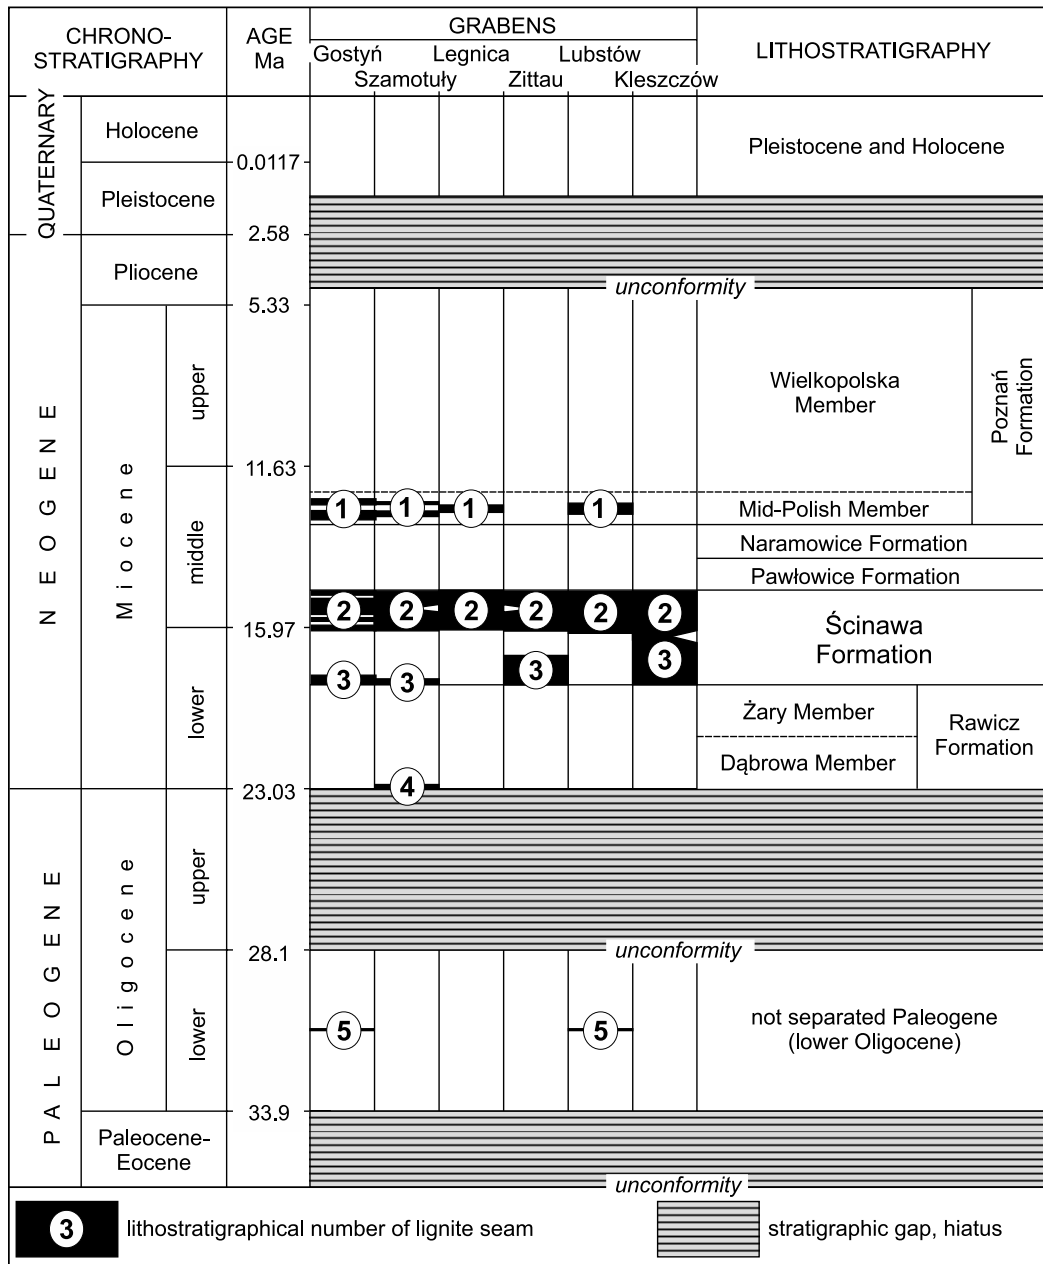 CHRONO-
STRATIGRAPHY
AGE
Ma
GRABENS
Gostyń
Legnica
Lubstów
Szamotuły
Zittau
Kleszczów
LITHOSTRATIGRAPHY
QUATERNARY
Holocene
0.0117
Pleistocene
2.58
Pleistocene and Holocene
NEOGENE
Pliocene
unconformity
5.33
Miocene
upper
Wielkopolska
Member
Poznań
Formation
11.63
middle
1
1
1
1
Mid-Polish Member
Naramowice Formation
Pawłowice Formation
2
2
2
2
2
2
15.97
Ścinawa
Formation
lower
3
3
3
3
Żary Member
Dąbrowa Member
Rawicz
Formation
4
23.03
PALEOGENE
Oligocene
upper
unconformity
28.1
lower
5
5
not separated Paleogene
(lower Oligocene)
33.9
Paleocene-
Eocene
unconformity
3
lithostratigraphical number of lignite seam
stratigraphic gap, hiatus